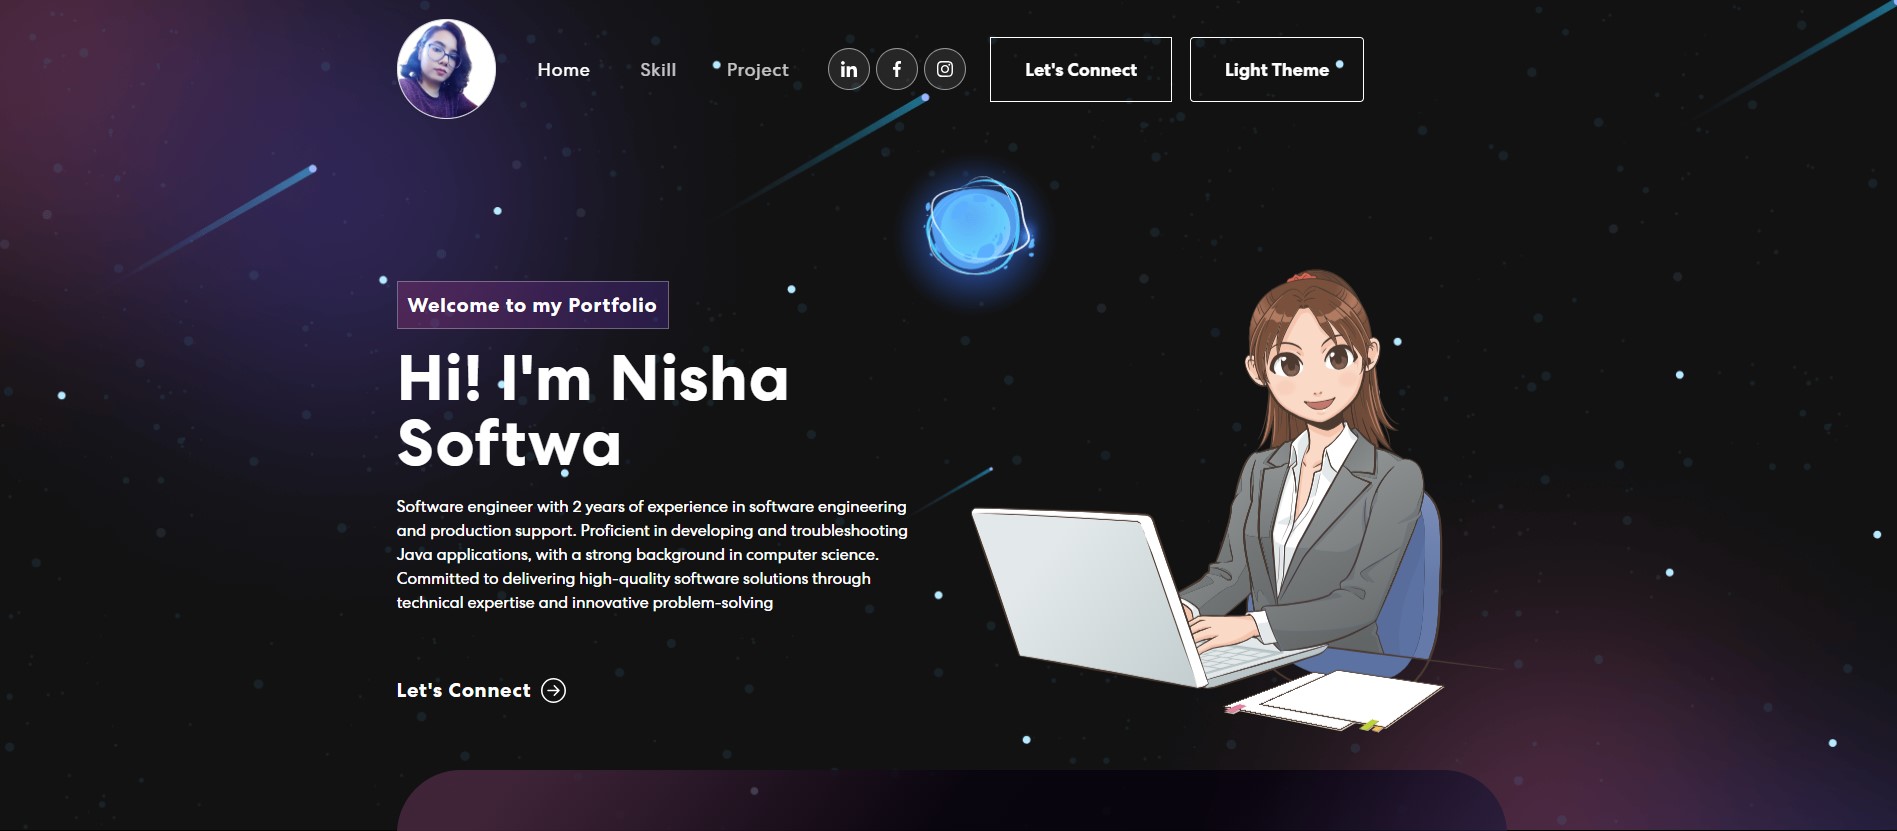 Home Skill Project in f Let's Connect Light Theme
Welcome to my Portfolio
Hi! I'm Nisha
Softwa
Software engineer with 2 years of experience in software engineering
and production support. Proficient in developing and troubleshooting
Java applications, with a strong background in computer science.
Committed to delivering high-quality software solutions through
technical expertise and innovative problem-solving
Let's Connect